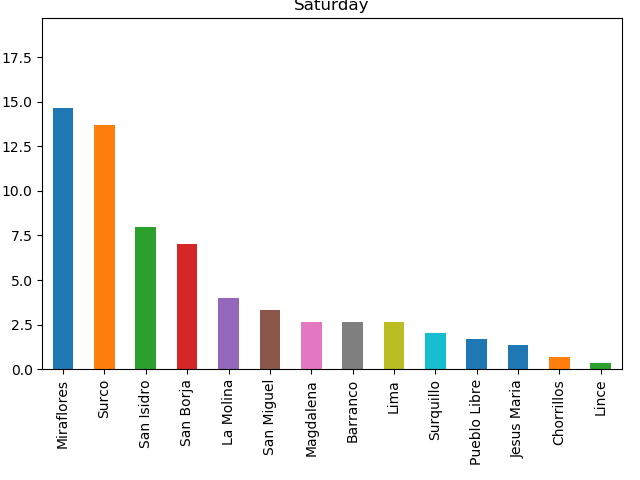 Saturday
17.5
15.0
12.5
10.0
7.5
5.0
2.5
0.0
Miraflores
Surco
San Isidro
San Borja
La Molina
San Miguel
Magdalena
Barranco
Lima
Surquillo
Pueblo Libre
Jesus Maria
Chorrillos
Lince